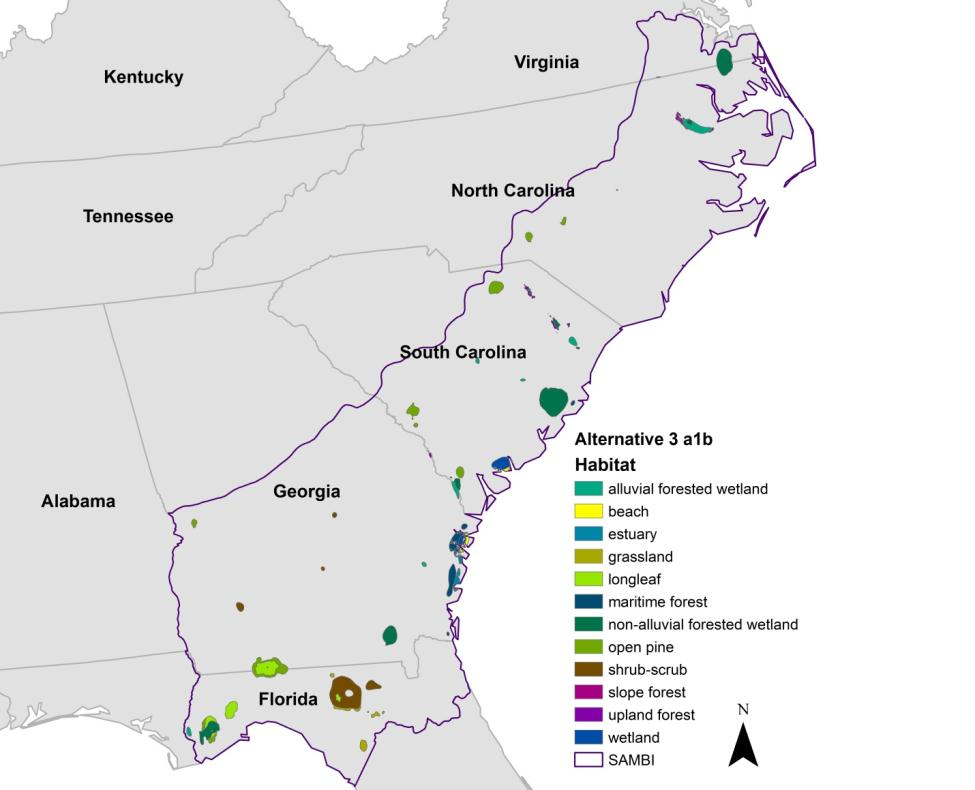 Kentucky
Virginia
North Carolina
Tennessee
South Carolina
Alabama
Georgia
Florida
Alternative 3 a1b
Habitat
alluvial forested wetland
beach
estuary
grassland
longleaf
maritime forest
non-alluvial forested wetland
open pine
shrub-scrub
slope forest
upland forest
wetland
SAMBI
N